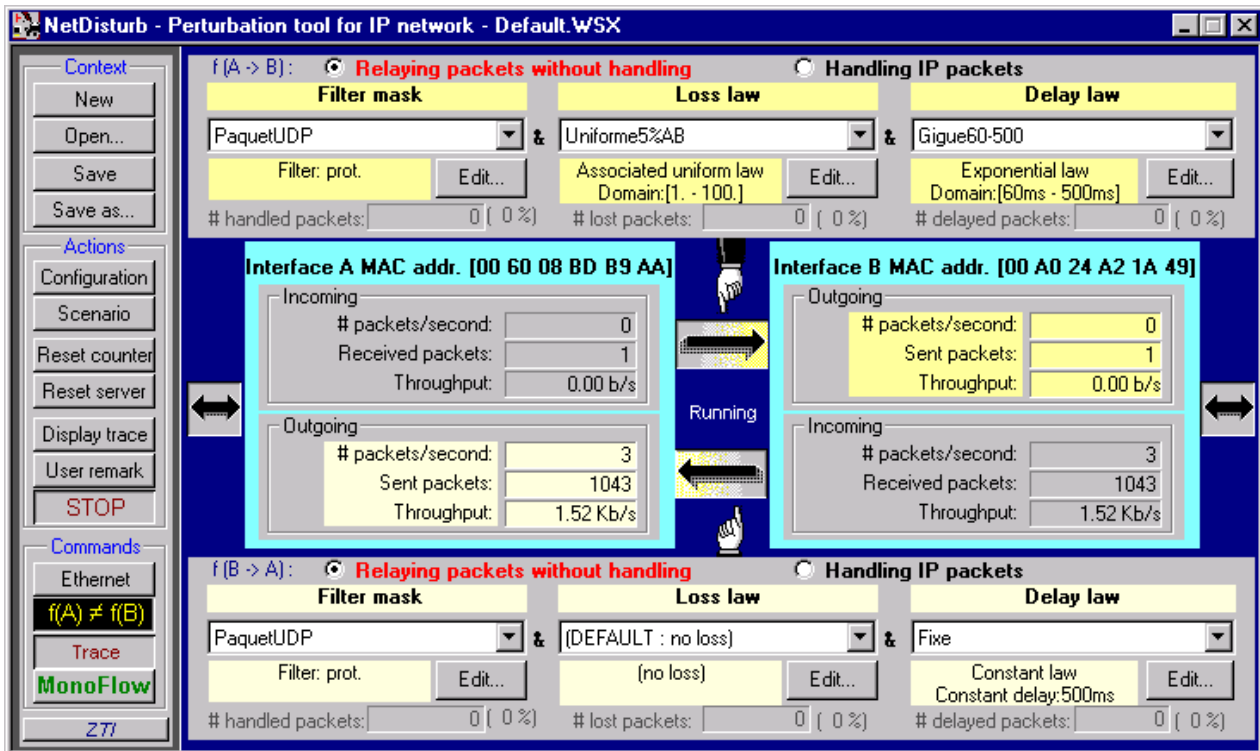 NetDisturb - Perturbation tool for IP network - Default.WSX
Context
New
Open...
Save
Save as...
Actions
Configuration
Scenario
Reset counter
Reset server
Display trace
User remark
STOP
Commands
Ethernet
f(A) ≠ f(B)
Trace
MonoFlow
ZTI
f (A -> B) : Relaying packets without handling Handling IP packets
Filter mask Loss law Delay law
PaquetUDP & Uniforme5%AB & Gigue60-500
Filter: prot. Edit... Associated uniform law Edit... Exponential law Edit...
Domain:[1. - 100.] Domain:[60ms - 500ms]
# handled packets: 0 ( 0 %) # lost packets: 0 ( 0 %) # delayed packets: 0 ( 0 %)
Interface A MAC addr. [00 60 08 BD B9 AA]
Incoming
# packets/second: 0
Received packets: 1
Throughput: 0.00 b/s
Outgoing
# packets/second: 3
Sent packets: 1043
Throughput: 1.52 Kb/s
Running
Interface B MAC addr. [00 A0 24 A2 1A 49]
Outgoing
# packets/second: 0
Sent packets: 1
Throughput: 0.00 b/s
Incoming
# packets/second: 3
Received packets: 1043
Throughput: 1.52 Kb/s
f (B -> A) : Relaying packets without handling Handling IP packets
Filter mask Loss law Delay law
PaquetUDP & (DEFAULT : no loss) & Fixe
Filter: prot. Edit... (no loss) Edit... Constant law Edit...
Constant delay:500ms
# handled packets: 0 ( 0 %) # lost packets: 0 ( 0 %) # delayed packets: 0 ( 0 %)